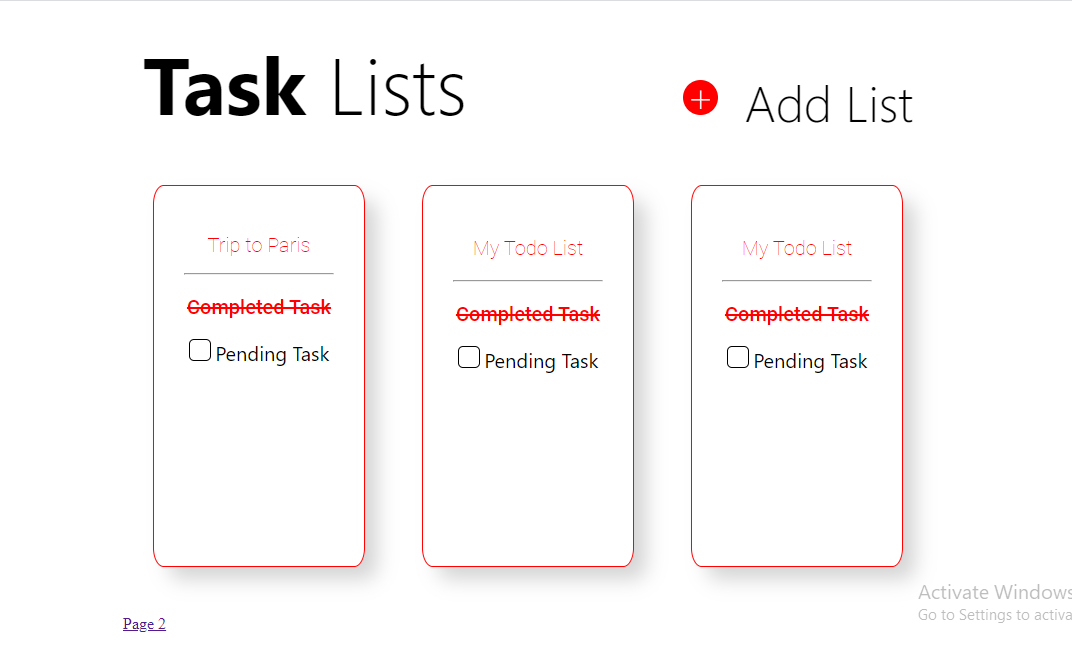 Task Lists
+ Add List
Trip to Paris
Completed Task
Pending Task
My Todo List
Completed Task
Pending Task
My Todo List
Completed Task
Pending Task
Activate Windows
Go to Settings to activa
Page 2